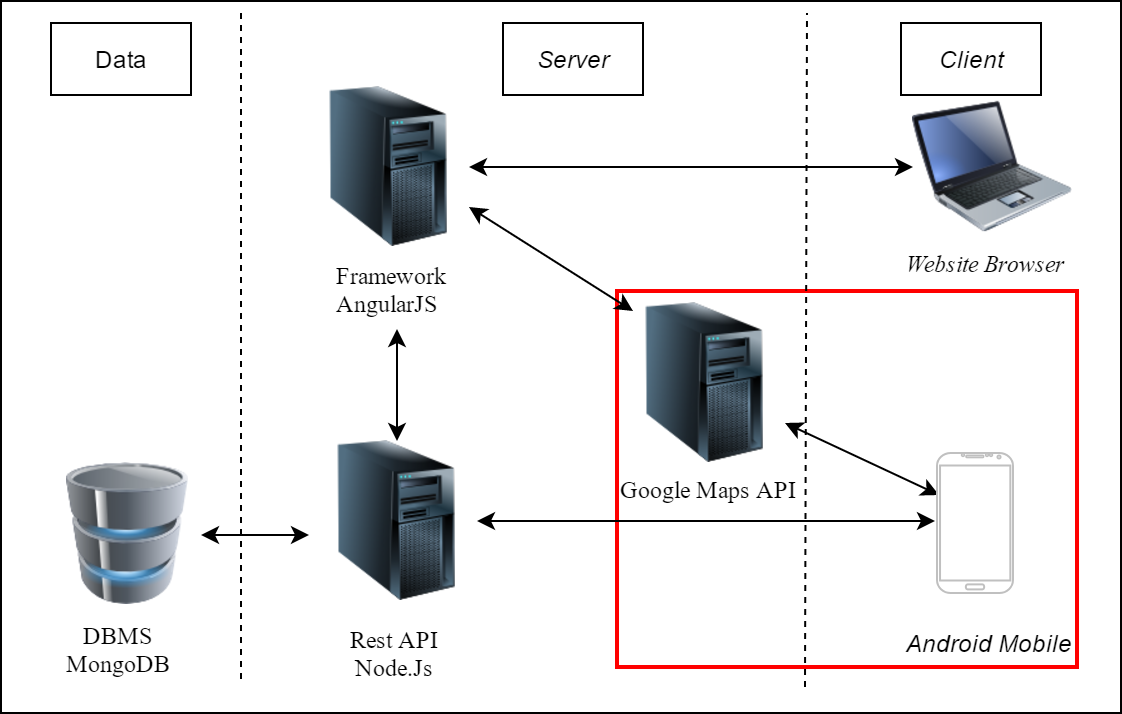 Data
Server
Client
Website Browser
Framework
AngularJS
Google Maps API
DBMS
MongoDB
Rest API
Node.Js
Android Mobile